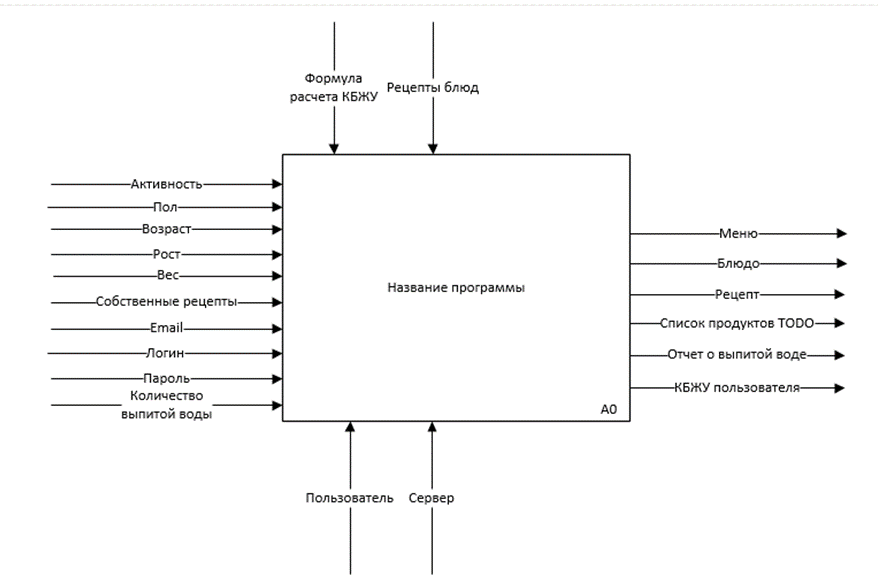 Формула
расчета КБЖУ
Рецепты блюд
Активность
Пол
Возраст
Рост
Вес
Собственные рецепты
Email
Логин
Пароль
Количество
выпитой воды
Название программы
A0
Меню
Блюдо
Рецепт
Список продуктов TODO
Отчет о выпитой воде
КБЖУ пользователя
Пользователь
Сервер